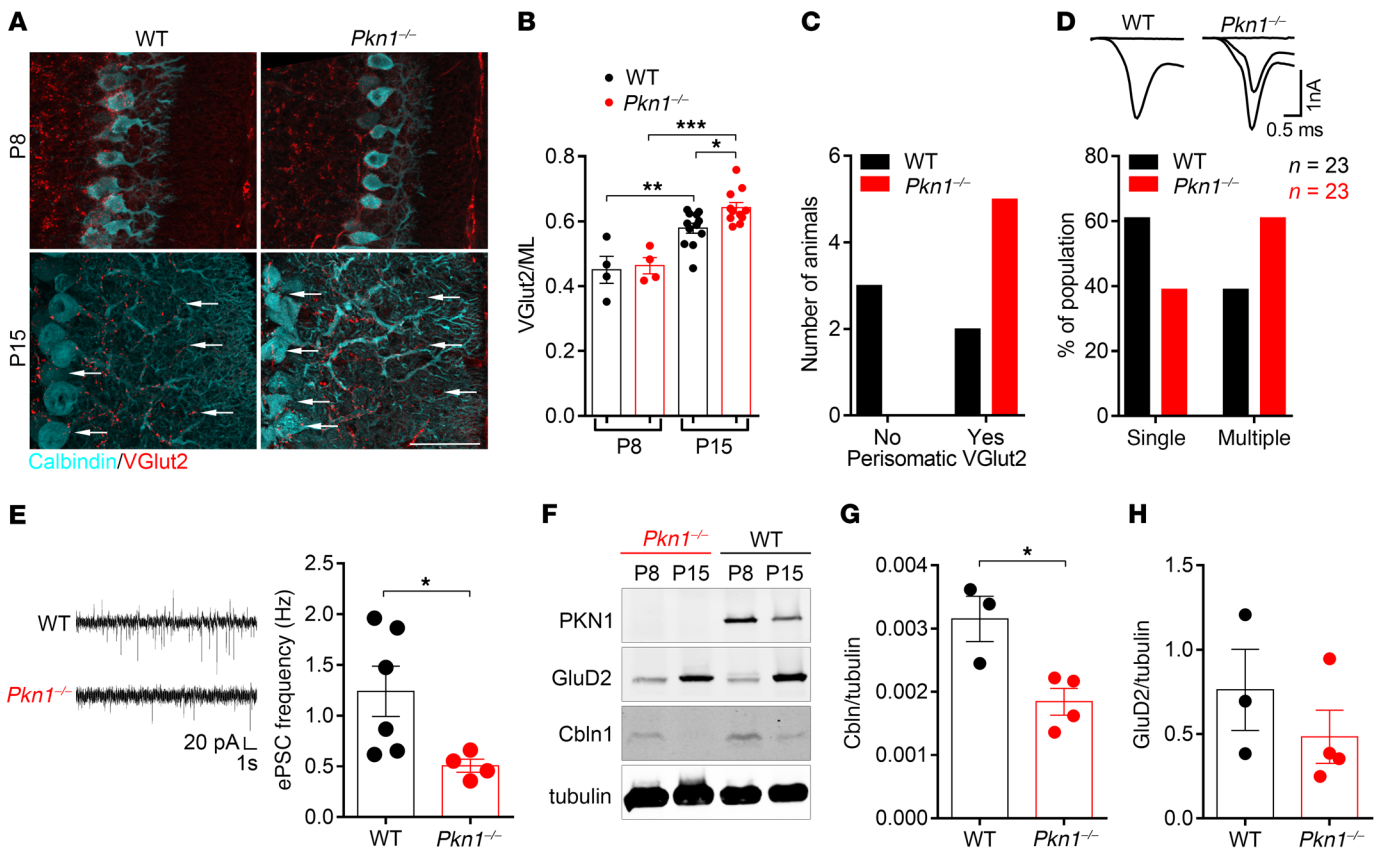 A
WT
Pkn1–/–
P8
P15
Calbindin/VGlut2
B
WT
Pkn1–/–
***
*
**
VGlut2/ML
0.8
0.6
0.4
0.2
0.0
P8
P15
C
WT
Pkn1–/–
Number of animals
6
4
2
0
No
Yes
Perisomatic VGlut2
D
WT
Pkn1–/–
1nA
0.5 ms
WT
Pkn1–/–
n = 23
n = 23
% of population
80
60
40
20
0
Single
Multiple
E
WT
Pkn1–/–
20 pA
1s
ePSC frequency (Hz)
2.5
2.0
1.5
1.0
0.5
0.0
*
WT
Pkn1–/–
F
Pkn1–/–
WT
P8 P15 P8 P15
PKN1
GluD2
Cbln1
tubulin
G
Cbln/tubulin
0.004
0.003
0.002
0.001
0.000
*
WT
Pkn1–/–
H
GluD2/tubulin
1.5
1.0
0.5
0.0
WT
Pkn1–/–